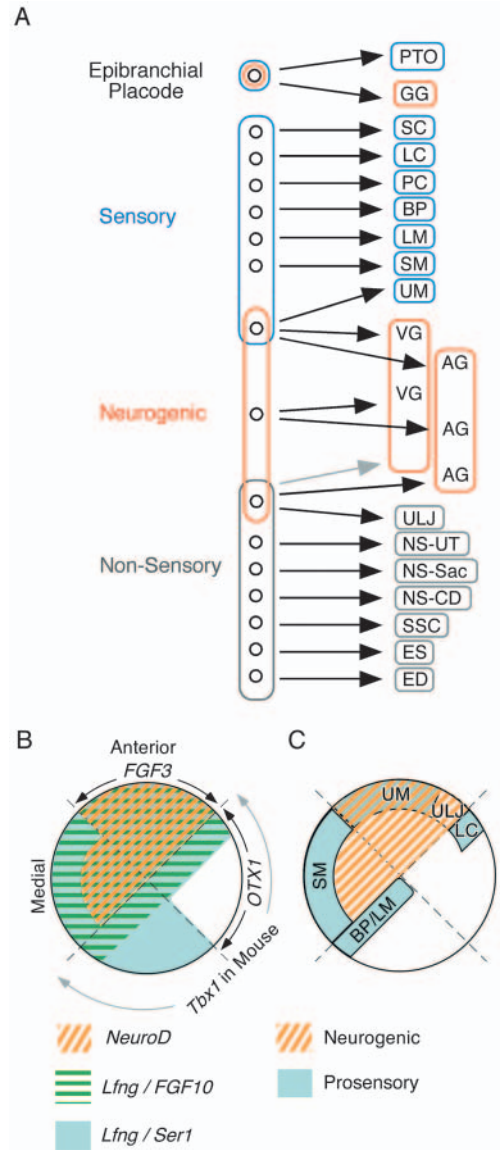 A
Epibranchial
Placode
PTO
GG
SC
LC
PC
BP
LM
SM
UM
Sensory
VG
AG
VG
Neurogenic
AG
AG
ULJ
NS-UT
NS-Sac
NS-CD
SSC
ES
ED
Non-Sensory
B
Anterior
FGF3
Medial
OTX1
Tbx1 in Mouse
C
UM
ULJ
LC
SM
BP/LM
NeuroD
Neurogenic
Lfng / FGF10
Prosensory
Lfng / Ser1